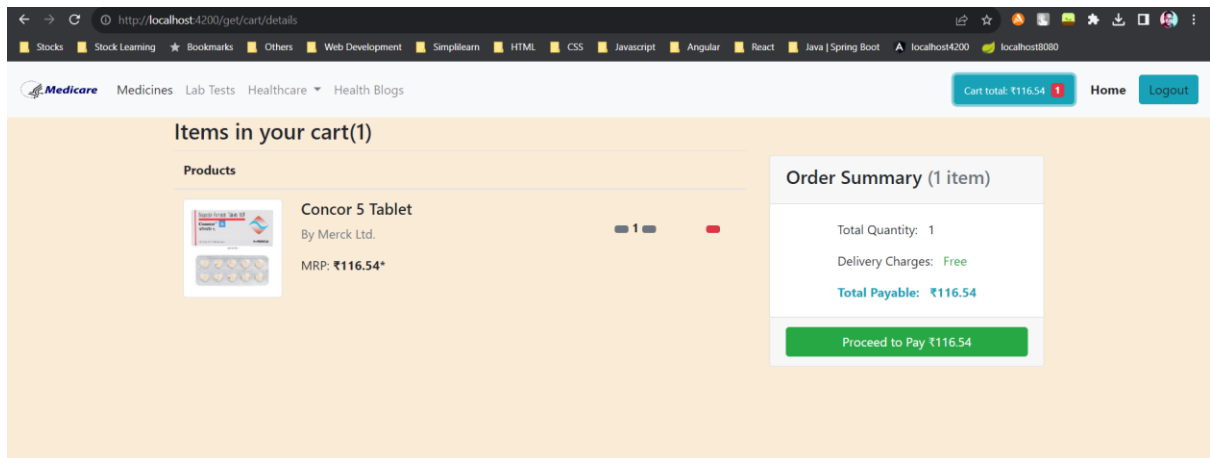 http://localhost:4200/get/cart/details
Stocks Stock Learning Bookmarks Others Web Development Simplilearn HTML CSS Javascript Angular React Java | Spring Boot localhost4200 localhost8080
Medicare Medicines Lab Tests Healthcare Health Blogs Cart total: ₹116.54 1 Home Logout
Items in your cart(1)
Products
Concor 5 Tablet
By Merck Ltd.
MRP: ₹116.54*
1
Order Summary (1 item)
Total Quantity: 1
Delivery Charges: Free
Total Payable: ₹116.54
Proceed to Pay ₹116.54